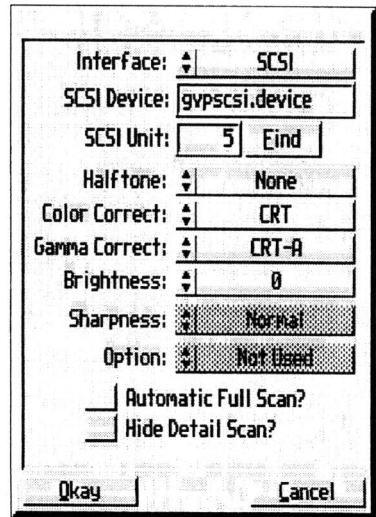 Interface: SCSI
SCSI Device: gvpscsi.device
SCSI Unit: 5 Find
Halftone: None
Color Correct: CRT
Gamma Correct: CRT-A
Brightness: 0
Sharpness: Normal
Option: Not Used
Automatic Full Scan?
Hide Detail Scan?
Okay Cancel